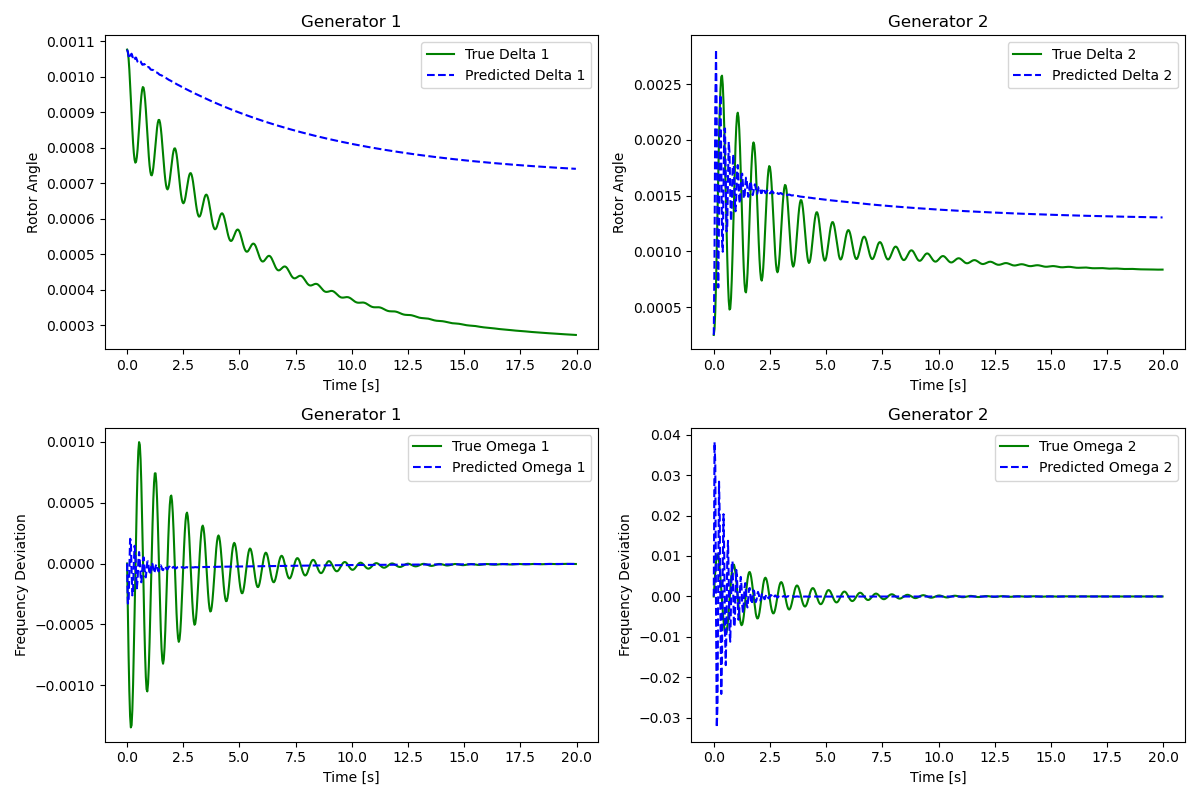 Generator 1
True Delta 1
Predicted Delta 1
Rotor Angle
0.0011
0.0010
0.0009
0.0008
0.0007
0.0006
0.0005
0.0004
0.0003
0.0 2.5 5.0 7.5 10.0 12.5 15.0 17.5 20.0
Time [s]
Generator 2
True Delta 2
Predicted Delta 2
Rotor Angle
0.0025
0.0020
0.0015
0.0010
0.0005
0.0 2.5 5.0 7.5 10.0 12.5 15.0 17.5 20.0
Time [s]
Generator 1
True Omega 1
Predicted Omega 1
Frequency Deviation
0.0010
0.0005
0.0000
−0.0005
−0.0010
0.0 2.5 5.0 7.5 10.0 12.5 15.0 17.5 20.0
Time [s]
Generator 2
True Omega 2
Predicted Omega 2
Frequency Deviation
0.04
0.03
0.02
0.01
0.00
−0.01
−0.02
−0.03
0.0 2.5 5.0 7.5 10.0 12.5 15.0 17.5 20.0
Time [s]